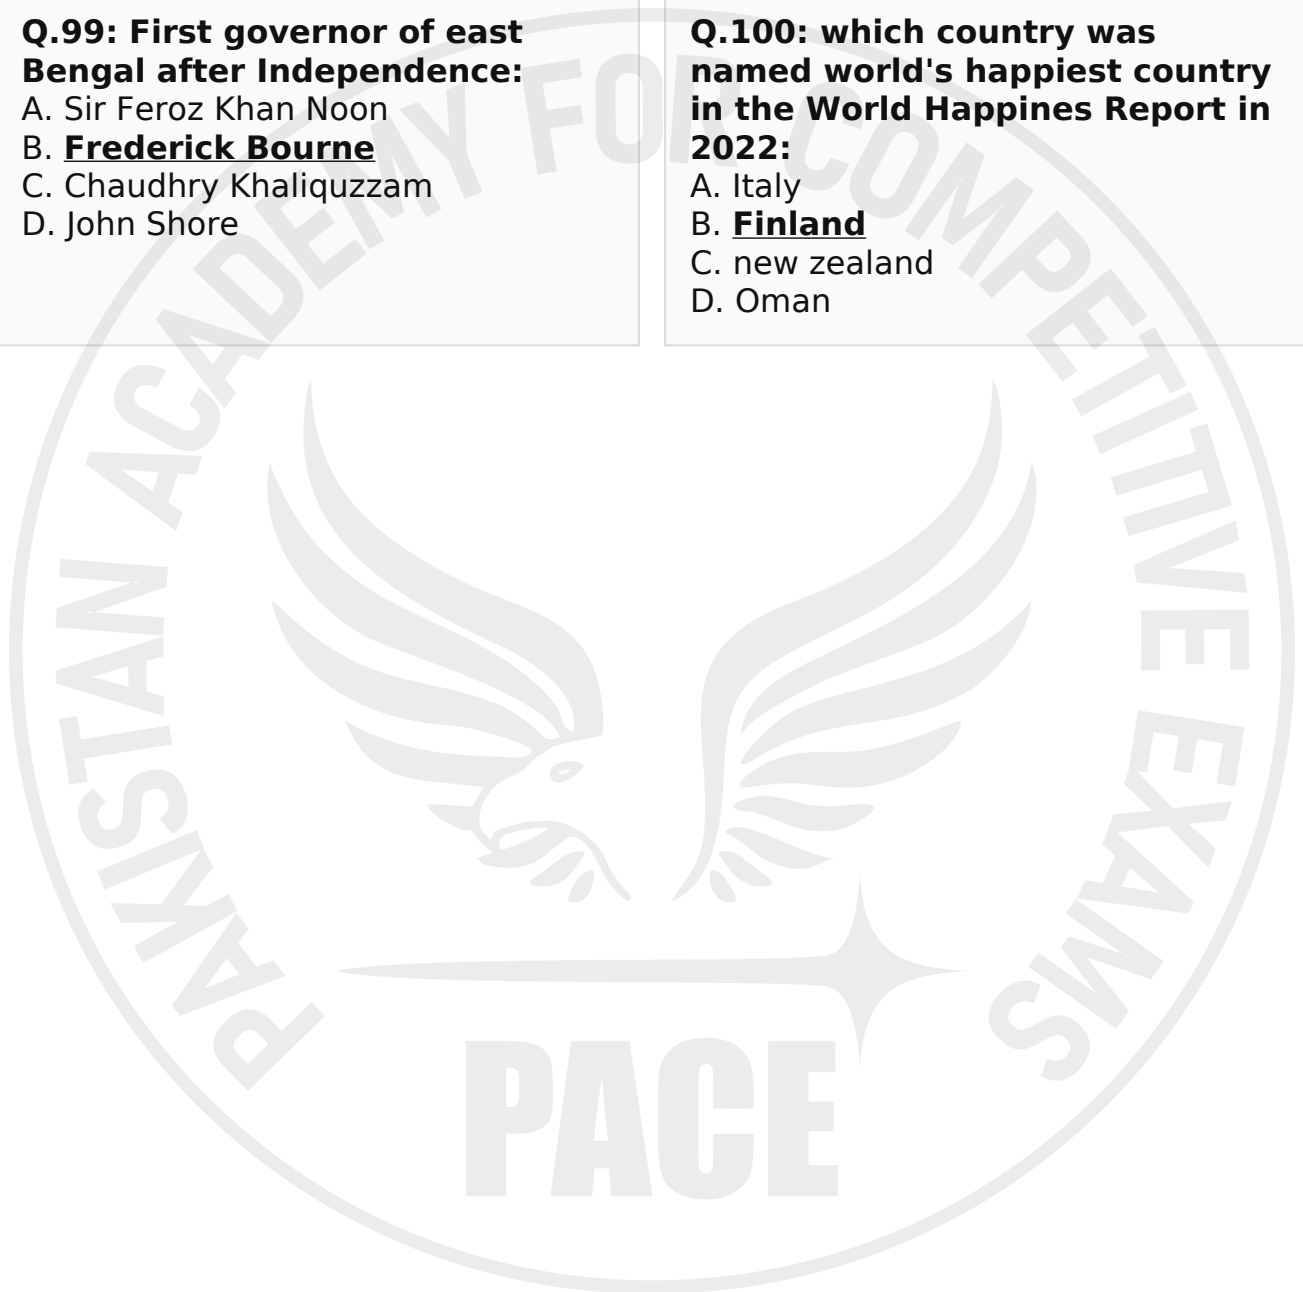 Q.99: First governor of east
Bengal after Independence:
A. Sir Feroz Khan Noon
B. Frederick Bourne
C. Chaudhry Khaliquzzam
D. John Shore
Q.100: which country was
named world's happiest country
in the World Happines Report in
2022:
A. Italy
B. Finland
C. new zealand
D. Oman
PAKISTAN ACADEMY FOR COMPETITIVE EXAMS
PACE